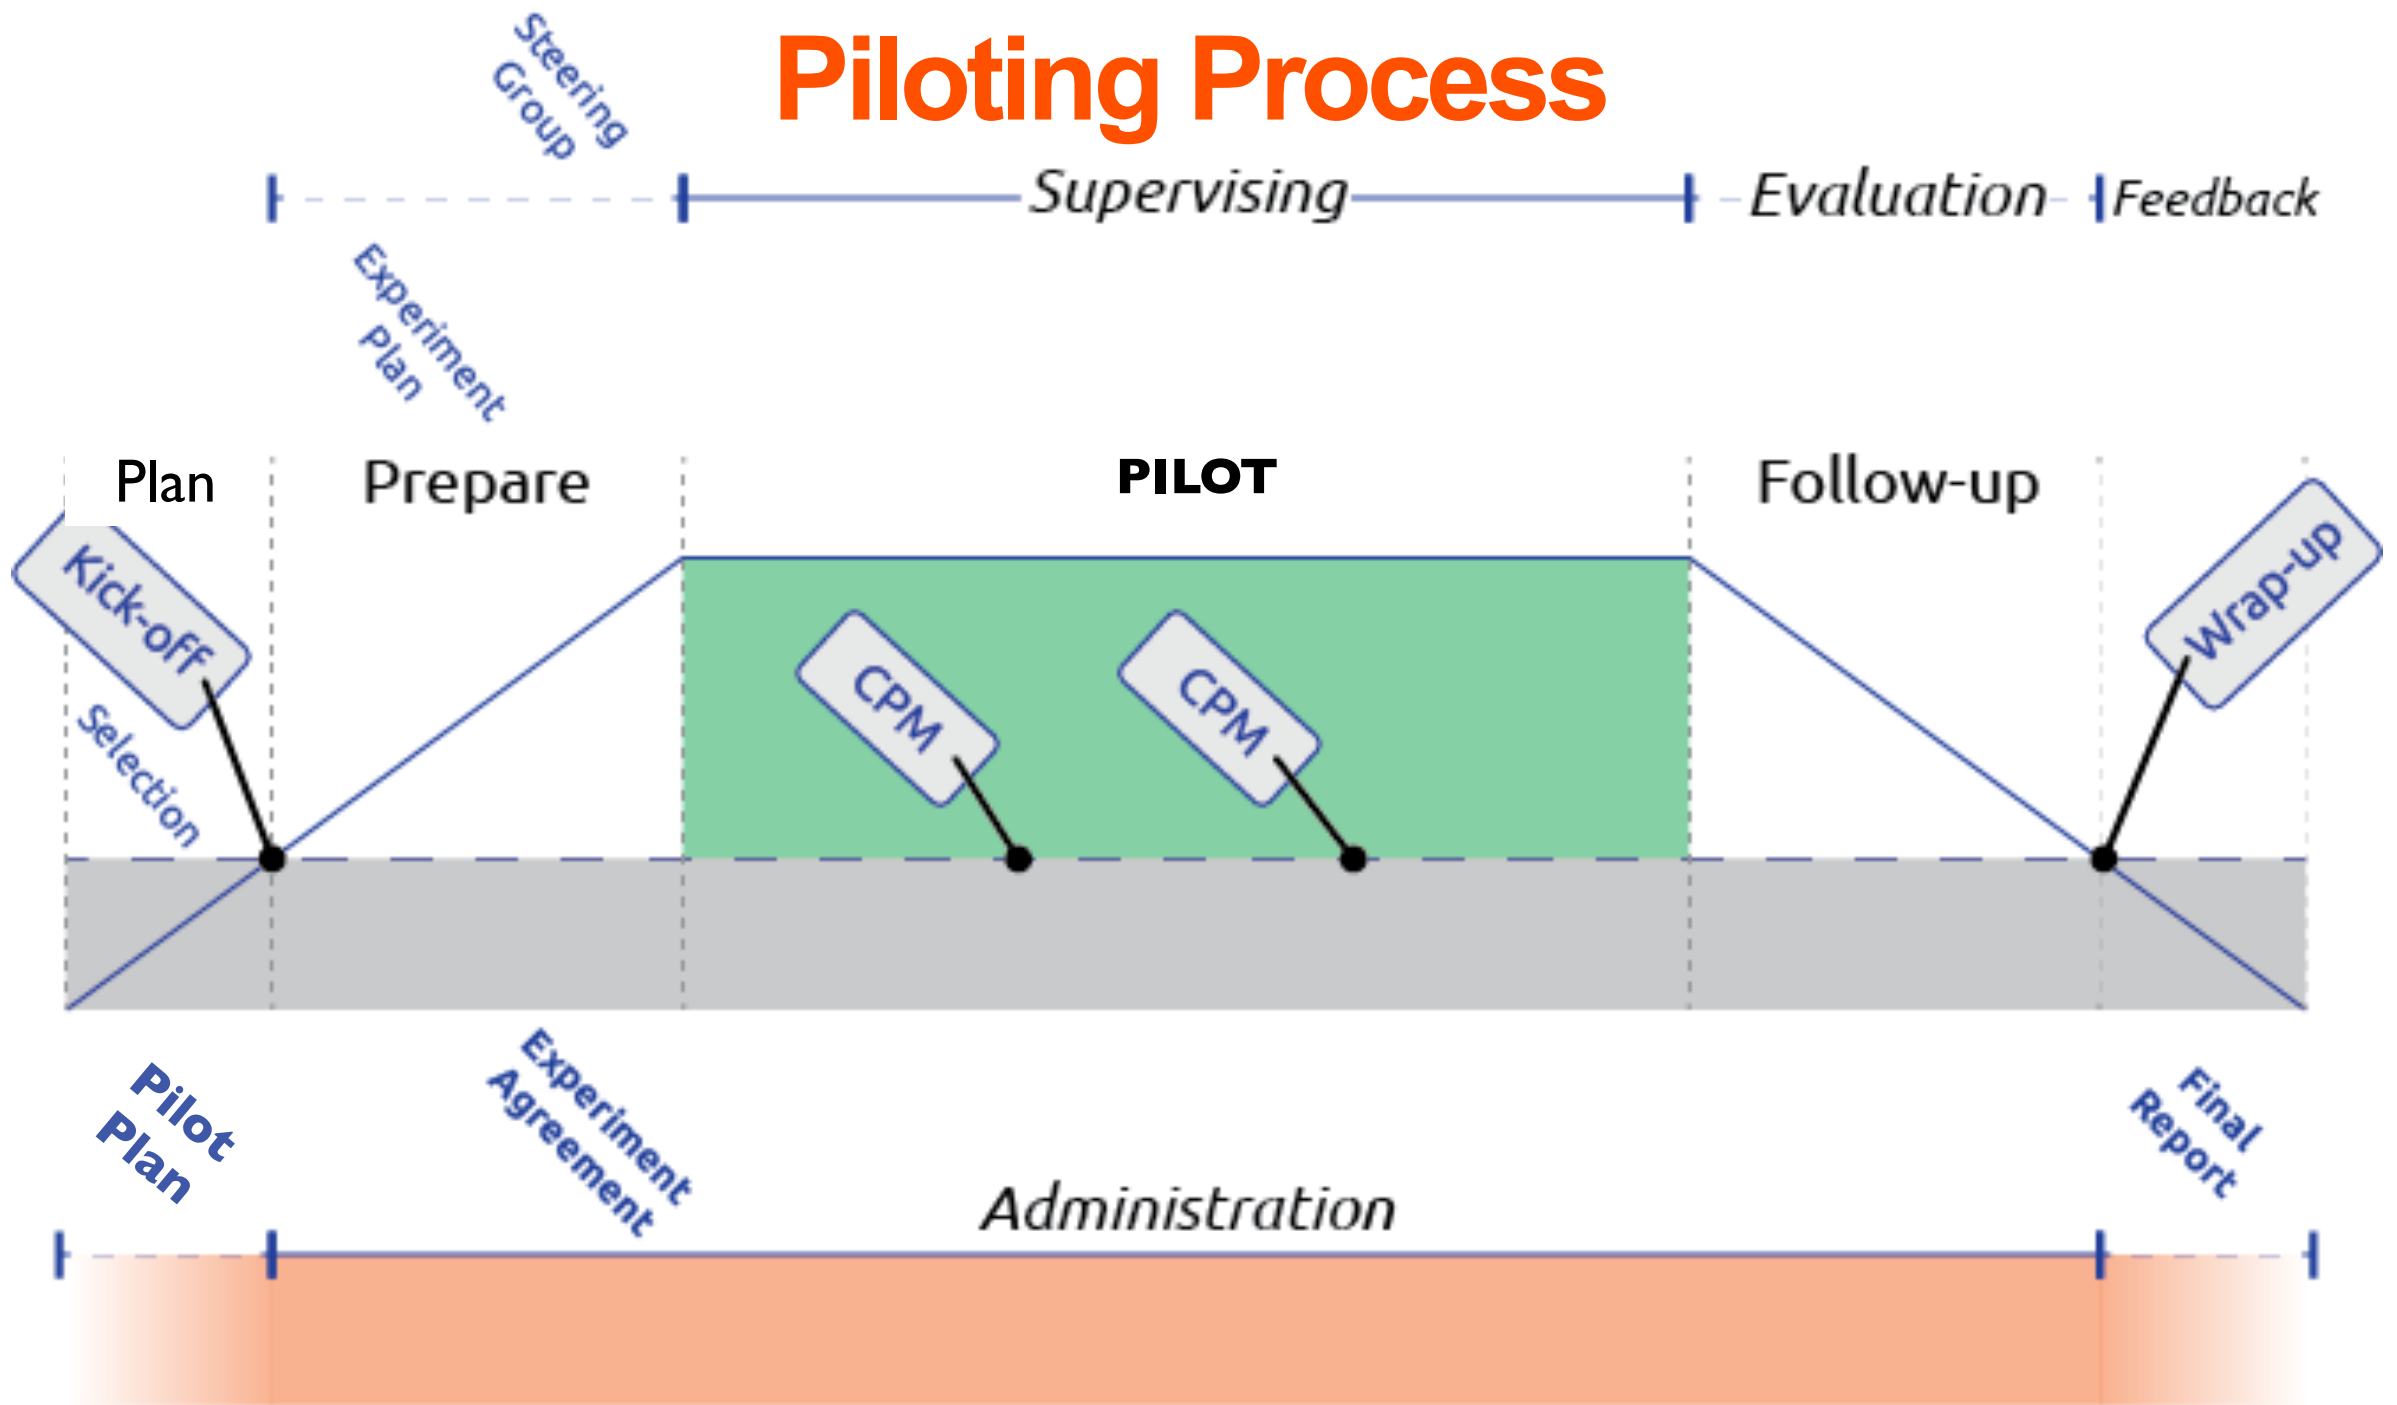 Piloting Process
Steering
Group
Supervising
Evaluation
Feedback
Experiment
Plan
Plan
Prepare
PILOT
Follow-up
Kick-off
Selection
CPM
CPM
Wrap-up
Pilot
Plan
Experiment
Agreement
Final
Report
Administration